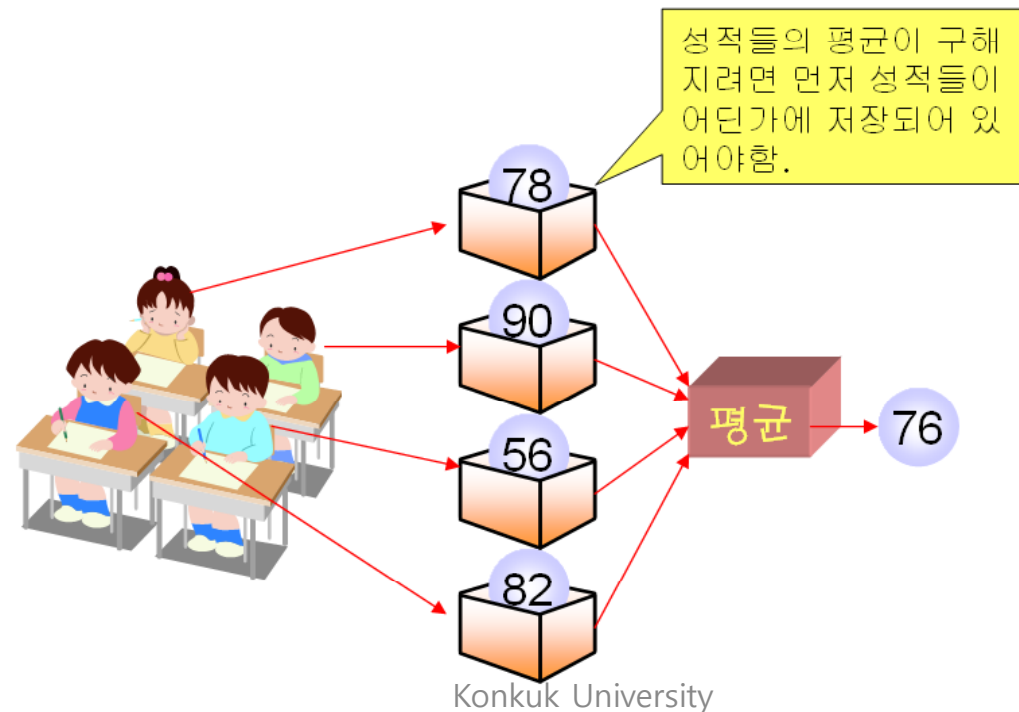 성적들의 평균이 구해
지려면 먼저 성적들이
어딘가에 저장되어 있
어야함.
78
90
56
82
평균
76
Konkuk University